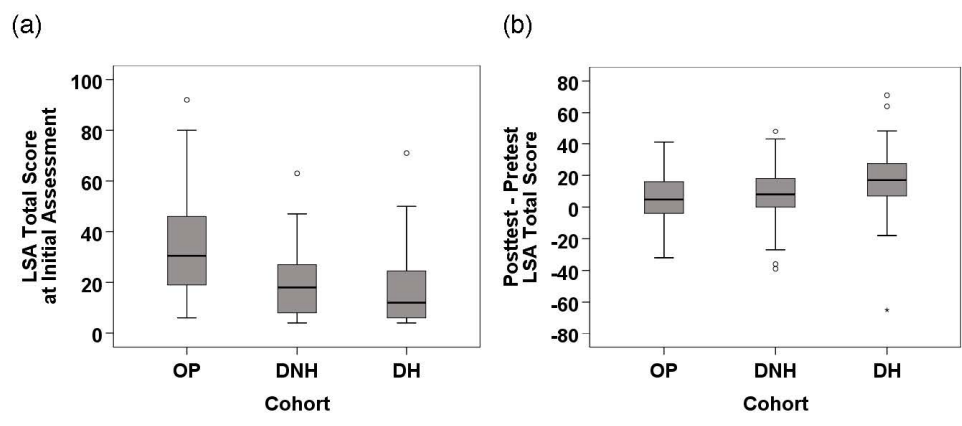 (a)
LSA Total Score
at Initial Assessment
100
80
60
40
20
0
OP DNH DH
Cohort
(b)
Posttest - Pretest
LSA Total Score
80
60
40
20
0
-20
-40
-60
-80
OP DNH DH
Cohort